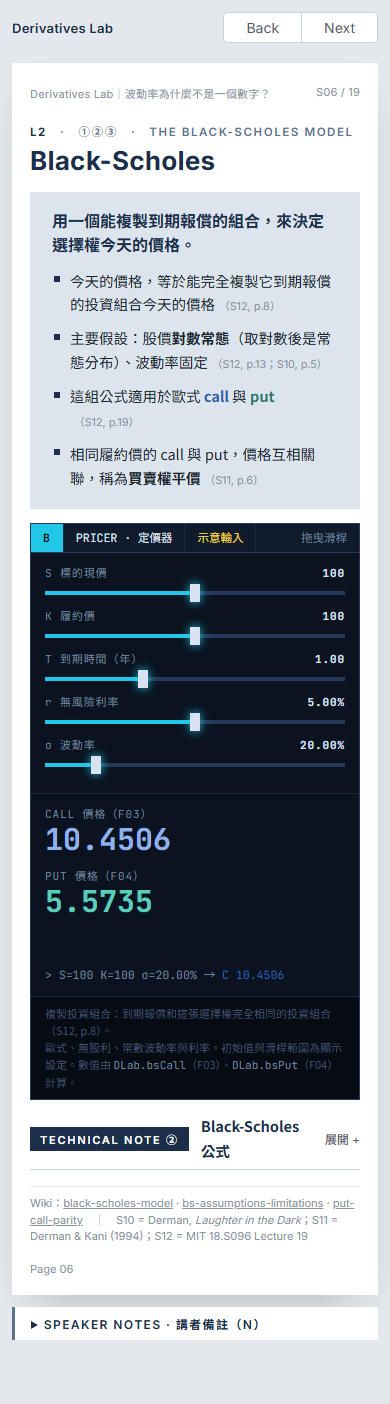 Derivatives Lab
Back
Next
Derivatives Lab｜波動率為什麼不是一個數字？
S06 / 19
L2 · ①②③ · THE BLACK-SCHOLES MODEL
Black-Scholes
用一個能複製到期報償的組合，來決定
選擇權今天的價格。
今天的價格，等於能完全複製它到期報償
的投資組合今天的價格 （S12, p.8）
主要假設：股價對數常態（取對數後是常
態分布）、波動率固定 （S12, p.13；S10, p.5）
這組公式適用於歐式 call 與 put
（S12, p.19）
相同履約價的 call 與 put，價格互相關
聯，稱為買賣權平價 （S11, p.6）
B
PRICER · 定價器
示意輸入
拖曳滑桿
S 標的現價
100
K 履約價
100
T 到期時間（年）
1.00
r 無風險利率
5.00%
σ 波動率
20.00%
CALL 價格（F03）
10.4506
PUT 價格（F04）
5.5735
> S=100 K=100 σ=20.00% → C 10.4506
複製投資組合：到期報償和這張選擇權完全相同的投資組合
（S12, p.8）。
歐式、無股利、常數波動率與利率。初始值與滑桿範圍為顯示
設定。數值由 DLab.bsCall（F03）、DLab.bsPut（F04）
計算。
TECHNICAL NOTE ②
Black-Scholes
公式
展開 +
Wiki：black-scholes-model · bs-assumptions-limitations · put-
call-parity ｜ S10 = Derman, Laughter in the Dark；S11 =
Derman & Kani (1994)；S12 = MIT 18.S096 Lecture 19
Page 06
▶ SPEAKER NOTES · 講者備註（N）